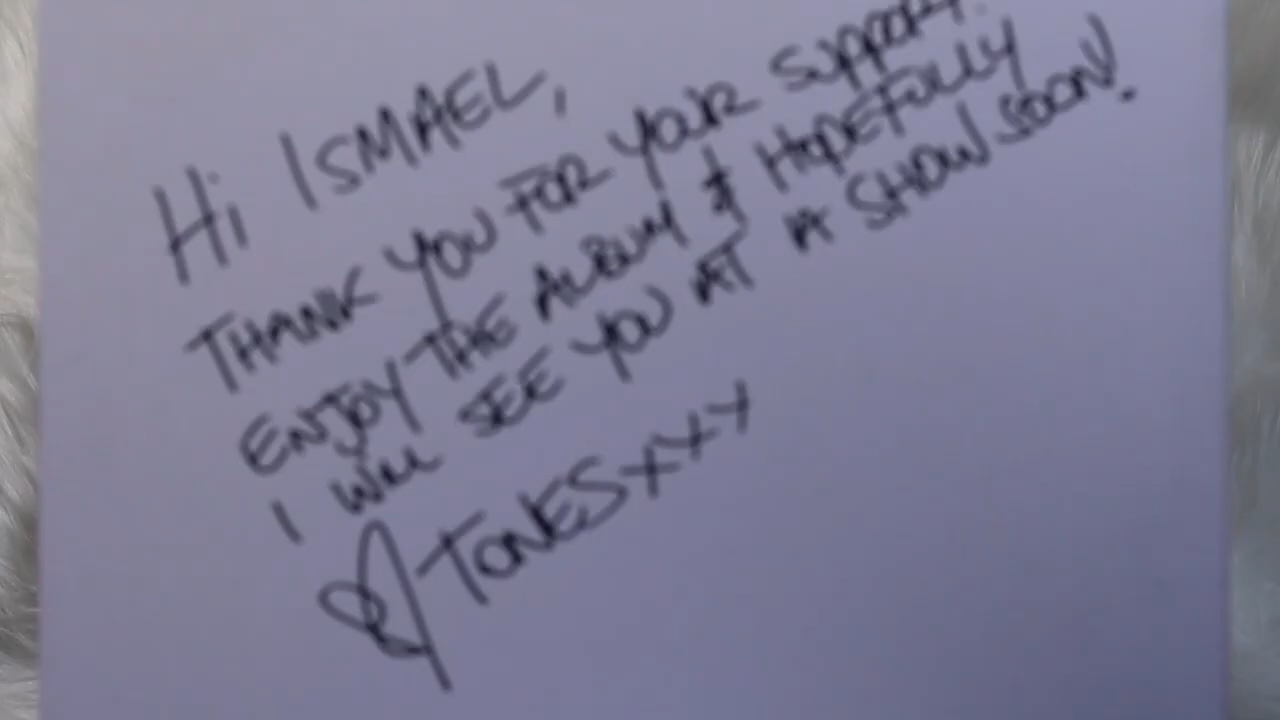 Hi ISMAEL,
THANK YOU FOR YOUR SUPPORT.
ENJOY THE ALBUM & HOPEFULLY
I WILL SEE YOU AT A SHOW SOON.
TONES XXX